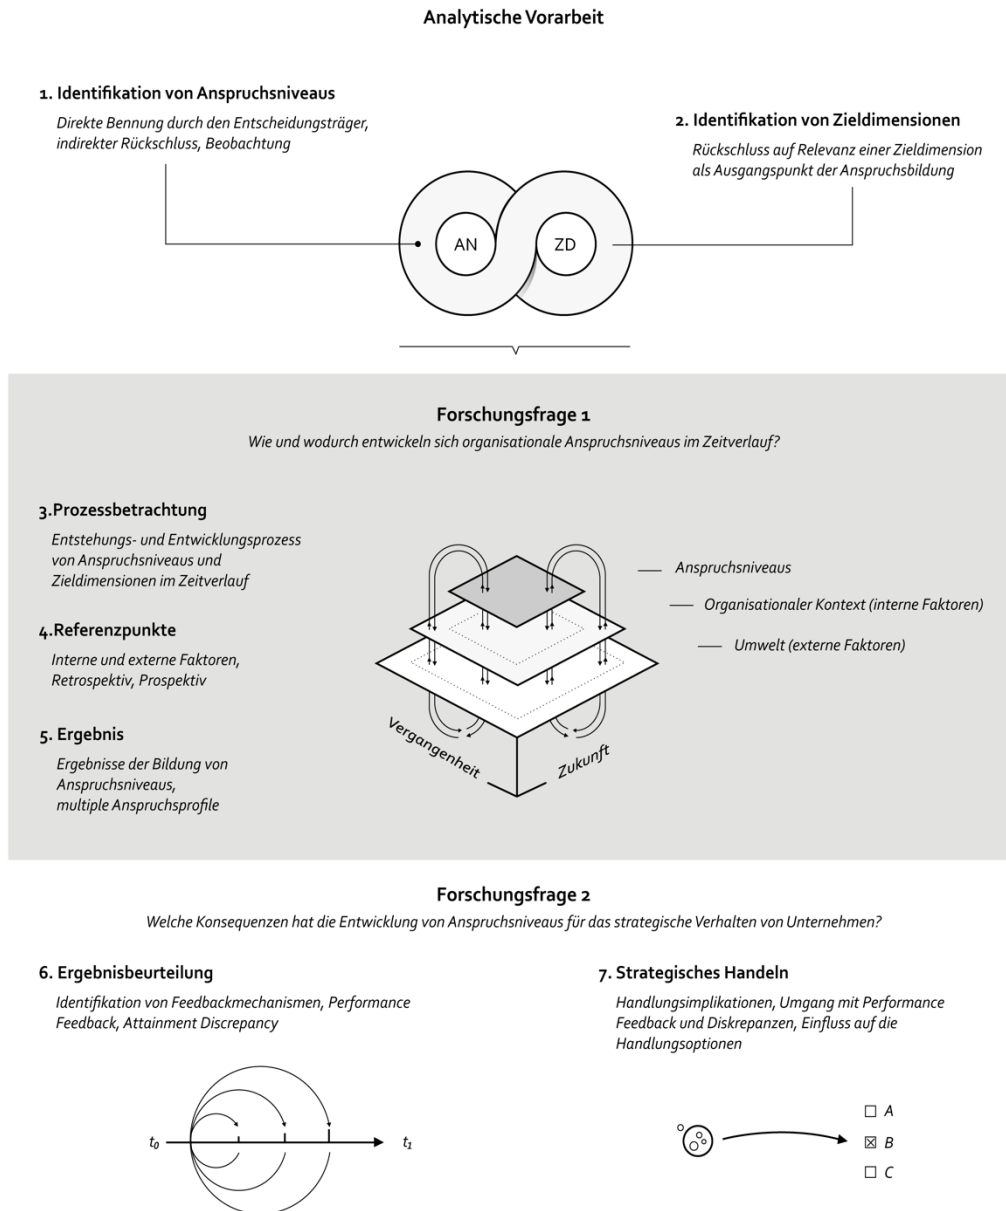 Analytische Vorarbeit
1. Identifikation von Anspruchsniveaus
Direkte Bennung durch den Entscheidungsträger,
indirekter Rückschluss, Beobachtung
2. Identifikation von Zieldimensionen
Rückschluss auf Relevanz einer Zieldimension
als Ausgangspunkt der Anspruchsbildung
AN
ZD
Forschungsfrage 1
Wie und wodurch entwickeln sich organisationale Anspruchsniveaus im Zeitverlauf?
3.Prozessbetrachtung
Entstehungs- und Entwicklungsprozess
von Anspruchsniveaus und
Zieldimensionen im Zeitverlauf
4.Referenzpunkte
Interne und externe Faktoren,
Retrospektiv, Prospektiv
5. Ergebnis
Ergebnisse der Bildung von
Anspruchsniveaus,
multiple Anspruchsprofile
Anspruchsniveaus
Organisationaler Kontext (interne Faktoren)
Umwelt (externe Faktoren)
Vergangenheit
Zukunft
Forschungsfrage 2
Welche Konsequenzen hat die Entwicklung von Anspruchsniveaus für das strategische Verhalten von Unternehmen?
6. Ergebnisbeurteilung
Identifikation von Feedbackmechanismen, Performance
Feedback, Attainment Discrepancy
t₀
t₁
7. Strategisches Handeln
Handlungsimplikationen, Umgang mit Performance
Feedback und Diskrepanzen, Einfluss auf die
Handlungsoptionen
☐ A
☒ B
☐ C